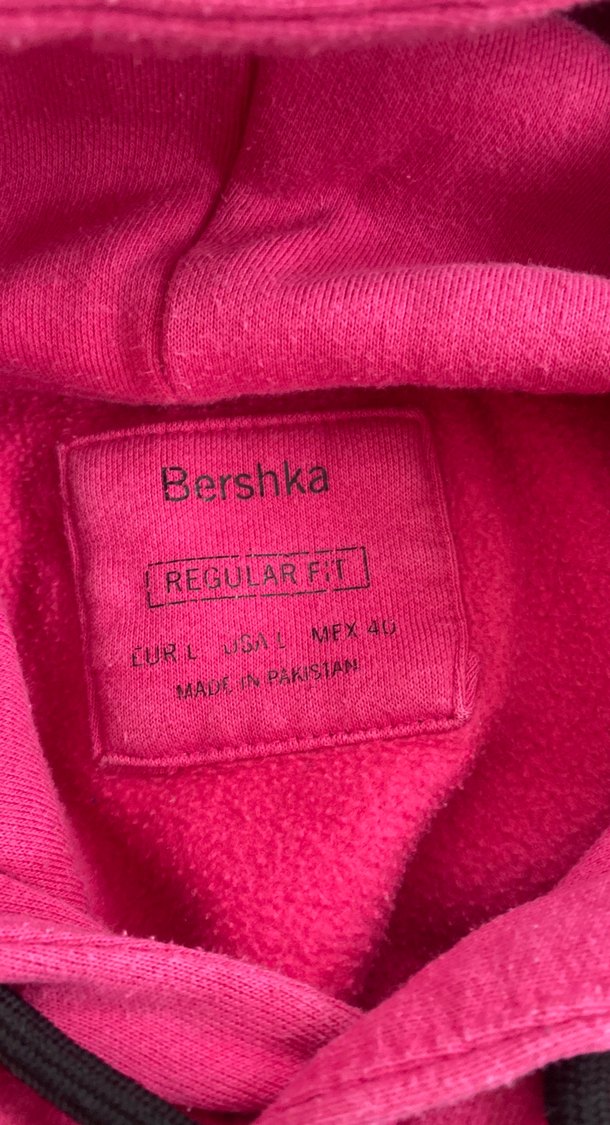 Bershka
REGULAR FIT
EUR L USA L MEX 40
MADE IN PAKISTAN